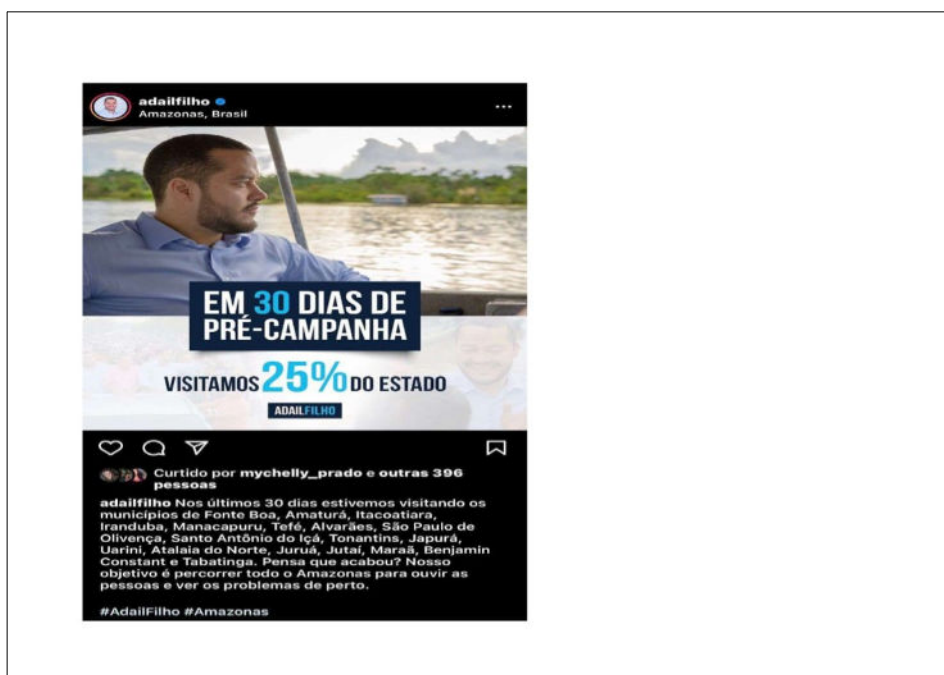 adailfilho
Amazonas, Brasil
EM 30 DIAS DE
PRÉ-CAMPANHA
VISITAMOS 25% DO ESTADO
ADAILFILHO
Curtido por mychelly_prado e outras 396
pessoas
adailfilho Nos últimos 30 dias estivemos visitando os
municípios de Fonte Boa, Amaturá, Itacoatiara,
Iranduba, Manacapuru, Tefé, Alvarães, São Paulo de
Olivença, Santo Antônio do Içá, Tonantins, Japurá,
Uarini, Atalaia do Norte, Juruá, Jutaí, Maraã, Benjamin
Constant e Tabatinga. Pensa que acabou? Nosso
objetivo é percorrer todo o Amazonas para ouvir as
pessoas e ver os problemas de perto.
#AdailFilho #Amazonas